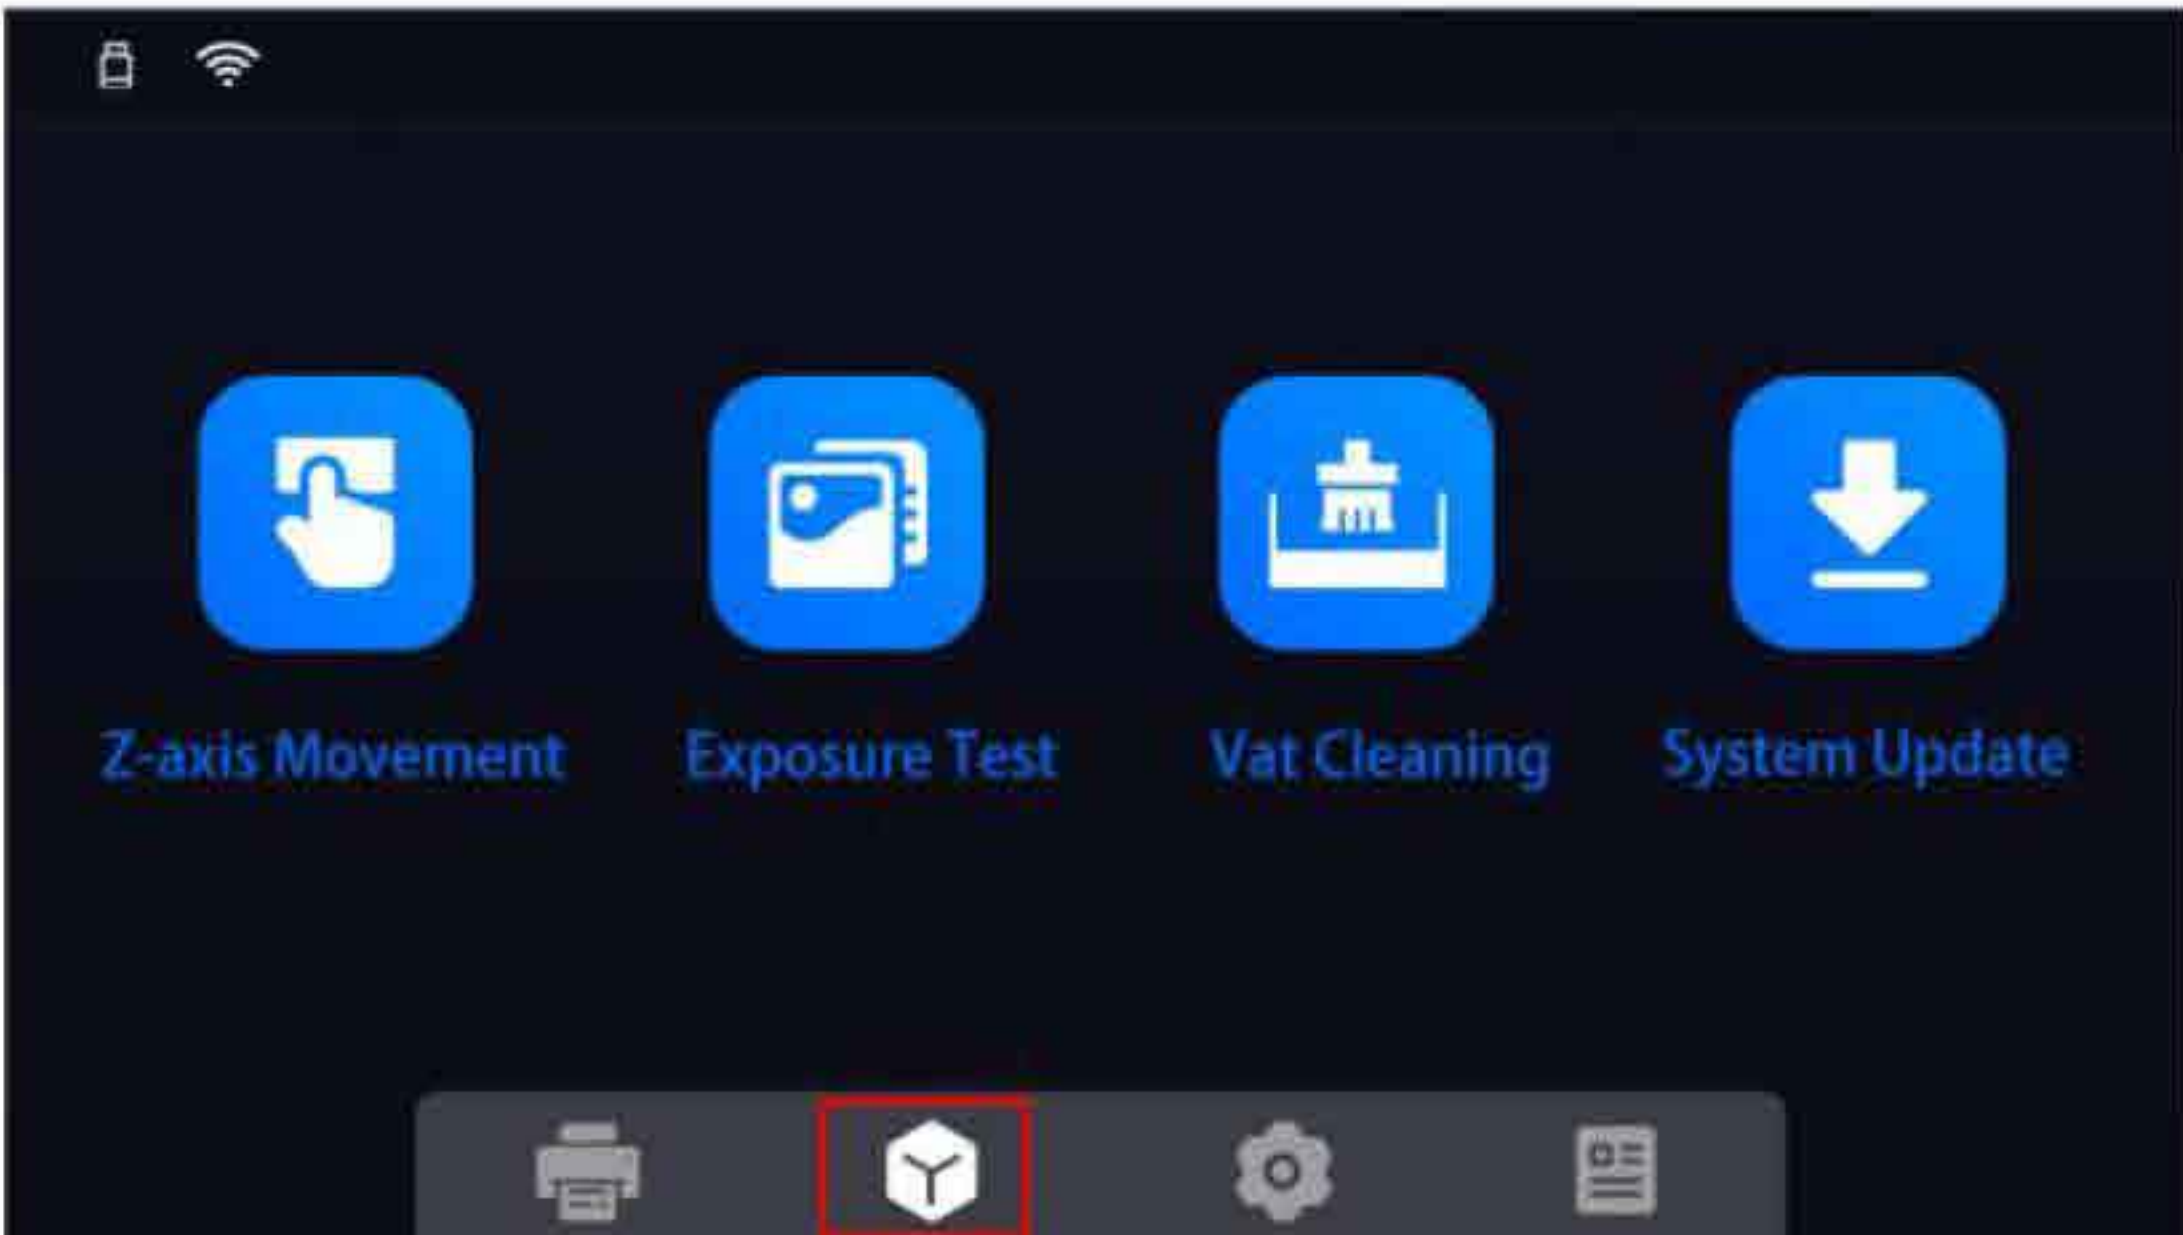 Z-axis Movement
Exposure Test
Vat Cleaning
System Update